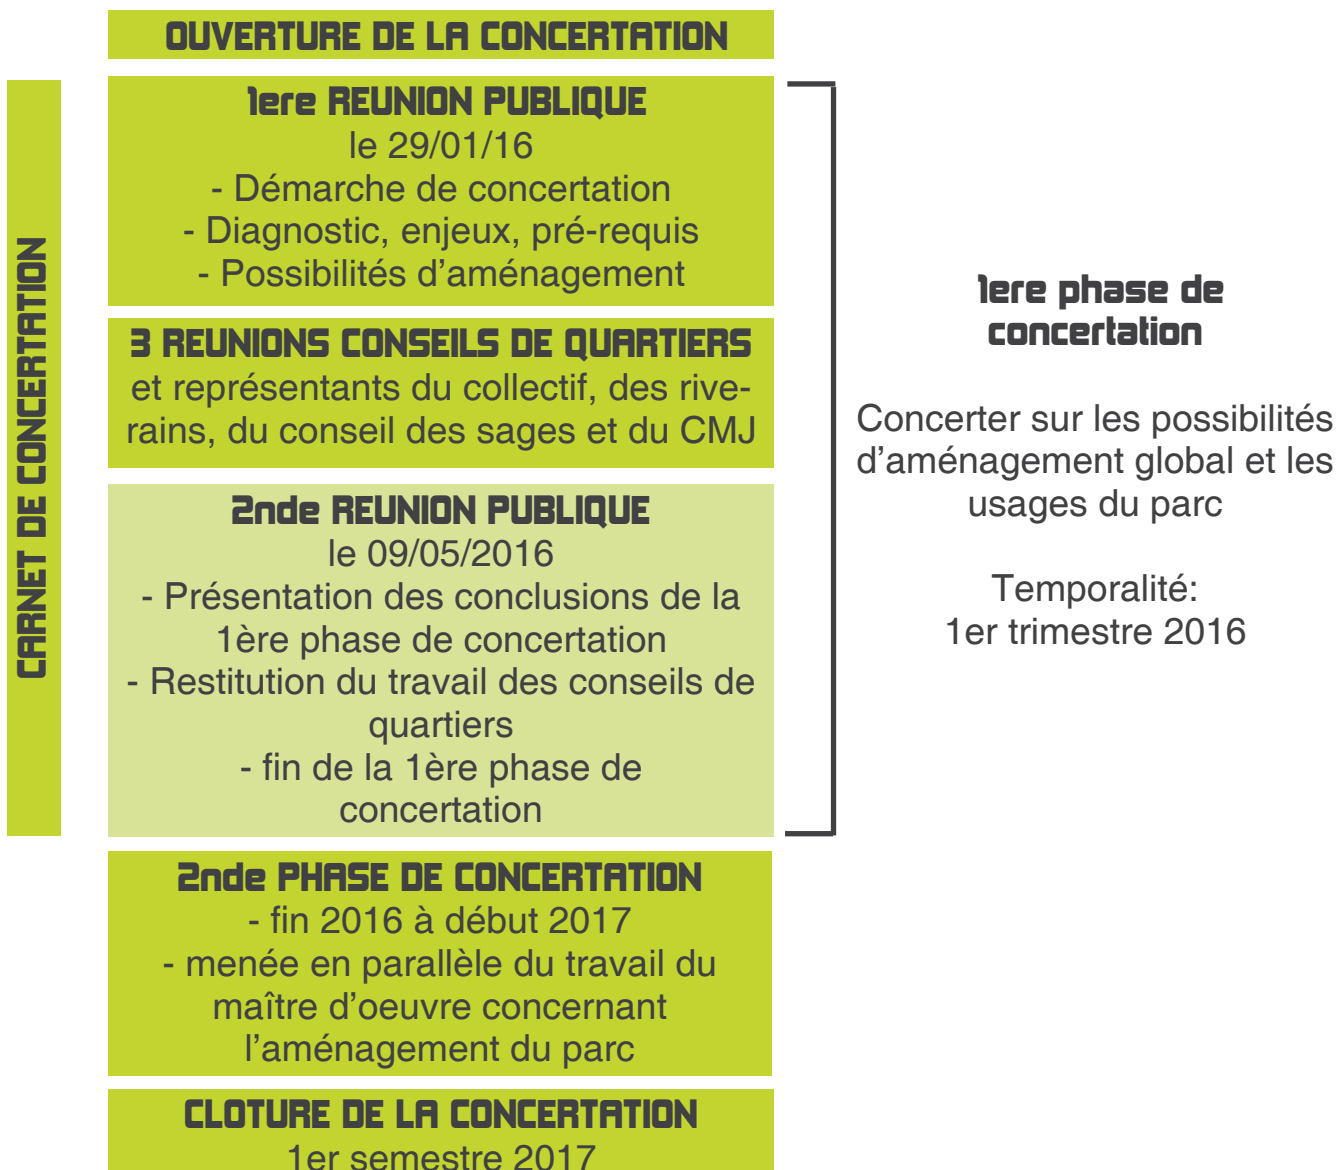 OUVERTURE DE LA CONCERTATION
CARNET DE CONCERTATION
1ere REUNION PUBLIQUE
le 29/01/16
- Démarche de concertation
- Diagnostic, enjeux, pré-requis
- Possibilités d’aménagement
3 REUNIONS CONSEILS DE QUARTIERS
et représentants du collectif, des rive-
rains, du conseil des sages et du CMJ
2nde REUNION PUBLIQUE
le 09/05/2016
- Présentation des conclusions de la
1ère phase de concertation
- Restitution du travail des conseils de
quartiers
- fin de la 1ère phase de
concertation
1ere phase de
concertation
Concerter sur les possibilités
d’aménagement global et les
usages du parc
Temporalité:
1er trimestre 2016
2nde PHASE DE CONCERTATION
- fin 2016 à début 2017
- menée en parallèle du travail du
maître d’oeuvre concernant
l’aménagement du parc
CLOTURE DE LA CONCERTATION
1er semestre 2017